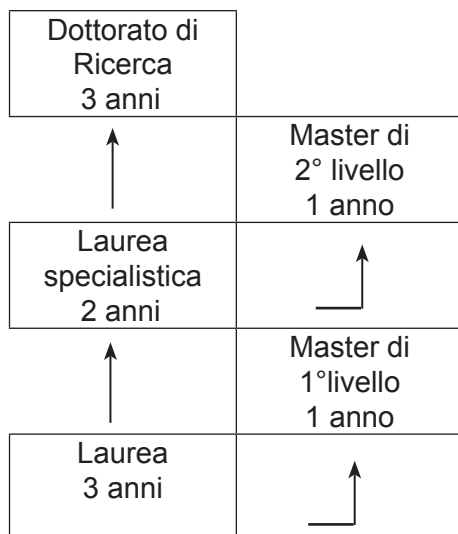 Dottorato di
Ricerca
3 anni
Master di
2° livello
1 anno
Laurea
specialistica
2 anni
Master di
1°livello
1 anno
Laurea
3 anni